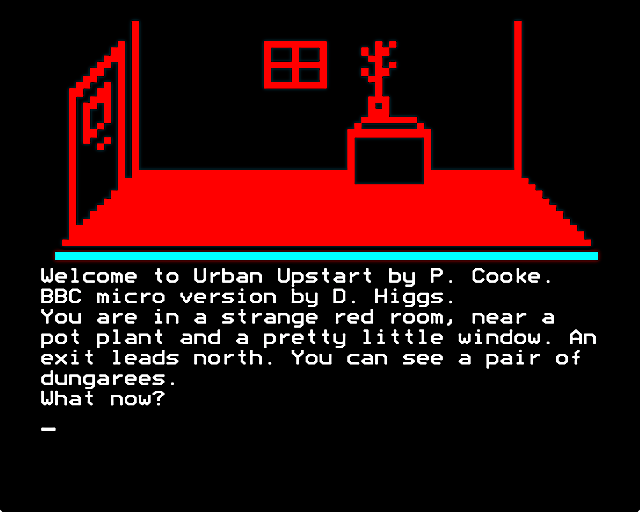 Welcome to Urban Upstart by P. Cooke.
BBC micro version by D. Higgs.
You are in a strange red room, near a
pot plant and a pretty little window. An
exit leads north. You can see a pair of
dungarees.
What now?